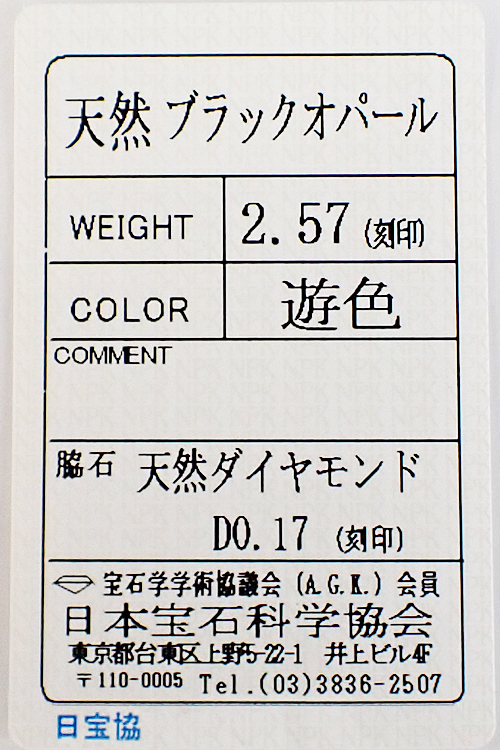 天然 ブラックオパール
WEIGHT 2.57 (刻印)
COLOR 遊色
COMMENT
脇石 天然ダイヤモンド
D0.17 (刻印)
宝石学学術協議会 (A.G.K.) 会員
日本宝石科学協会
東京都台東区上野5-22-1 井上ビル4F
〒110-0005 Tel.(03)3836-2507
日宝協